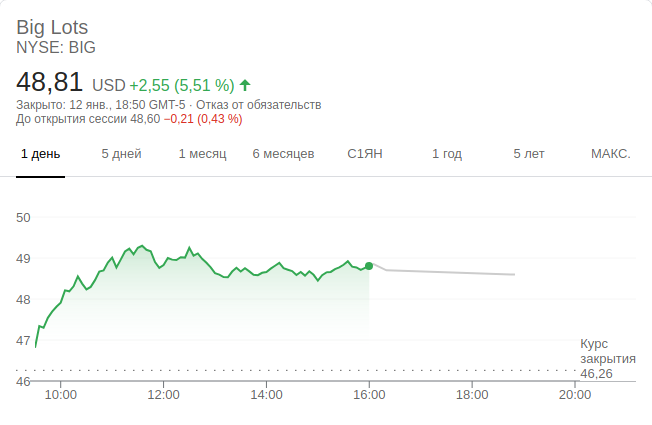 Big Lots
NYSE: BIG
48,81 USD +2,55 (5,51 %)
Закрыто: 12 янв., 18:50 GMT-5 · Отказ от обязательств
До открытия сессии 48,60 −0,21 (0,43 %)
1 день 5 дней 1 месяц 6 месяцев С1ЯН 1 год 5 лет МАКС.
50
49
48
47
Курс
закрытия
46,26
46
10:00 12:00 14:00 16:00 18:00 20:00